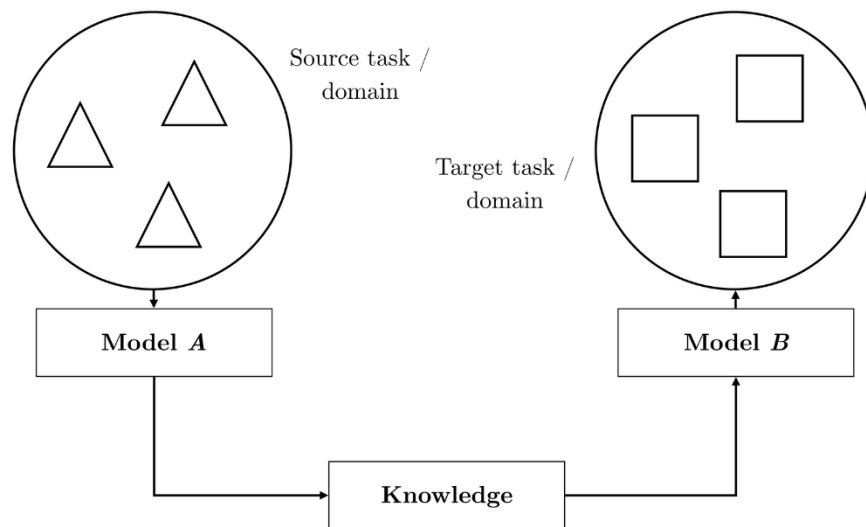 Source task /
domain
Target task /
domain
Model A
Model B
Knowledge